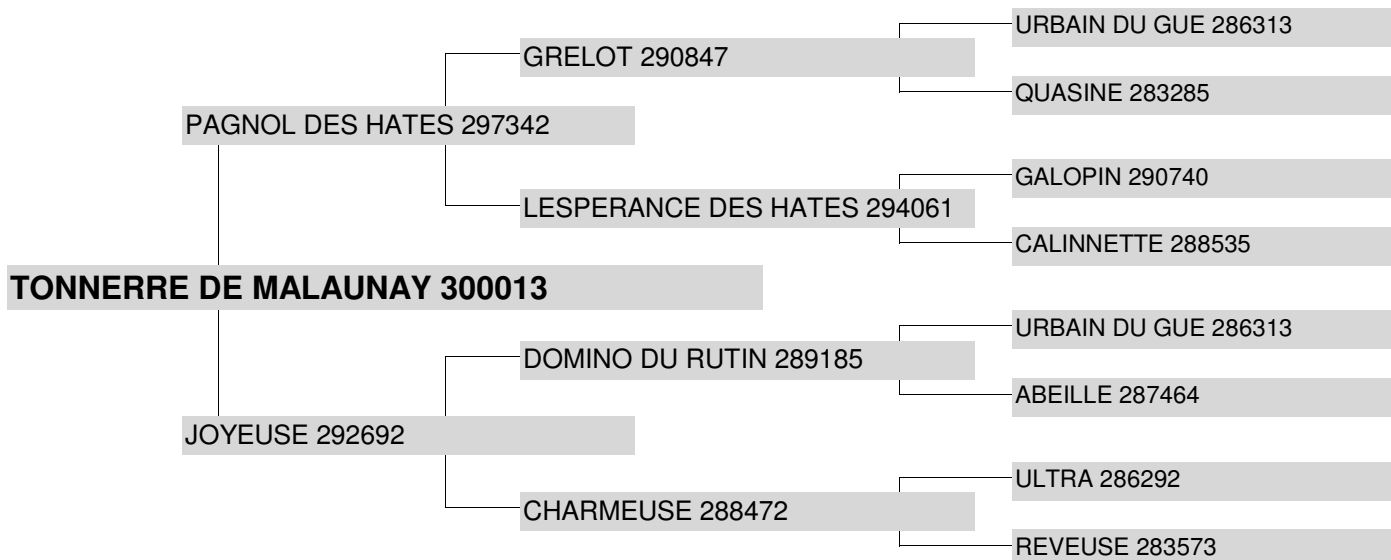 URBAIN DU GUE 286313
GRELOT 290847
QUASINE 283285
PAGNOL DES HATES 297342
GALOPIN 290740
LESPERANCE DES HATES 294061
CALINNETTE 288535
TONNERRE DE MALAUNAY 300013
URBAIN DU GUE 286313
DOMINO DU RUTIN 289185
ABEILLE 287464
JOYEUSE 292692
ULTRA 286292
CHARMEUSE 288472
REVEUSE 283573